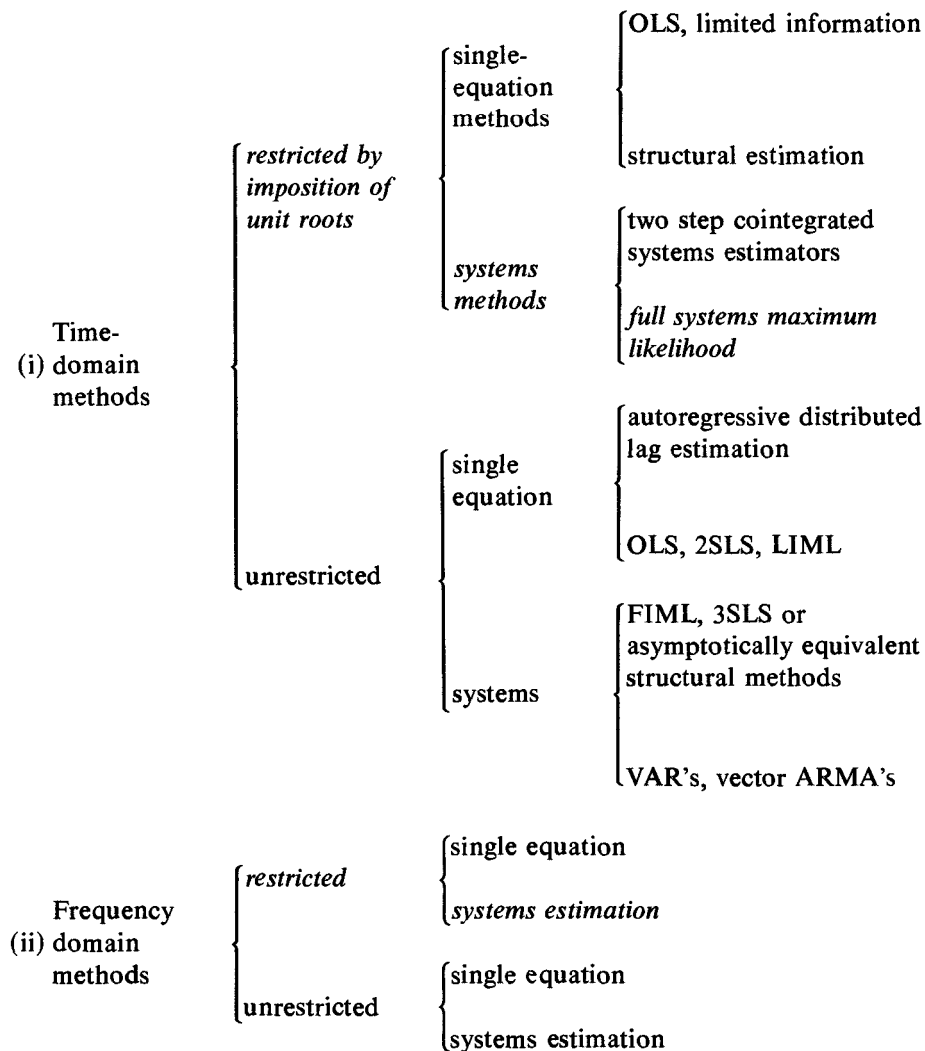 OLS, limited information
single-
equation
methods
structural estimation
restricted by
imposition of
unit roots
two step cointegrated
systems estimators
systems
methods
full systems maximum
likelihood
Time-
(i) domain
methods
autoregressive distributed
lag estimation
single
equation
OLS, 2SLS, LIML
unrestricted
FIML, 3SLS or
asymptotically equivalent
structural methods
systems
VAR's, vector ARMA's
single equation
restricted
systems estimation
Frequency
(ii) domain
methods
single equation
unrestricted
systems estimation